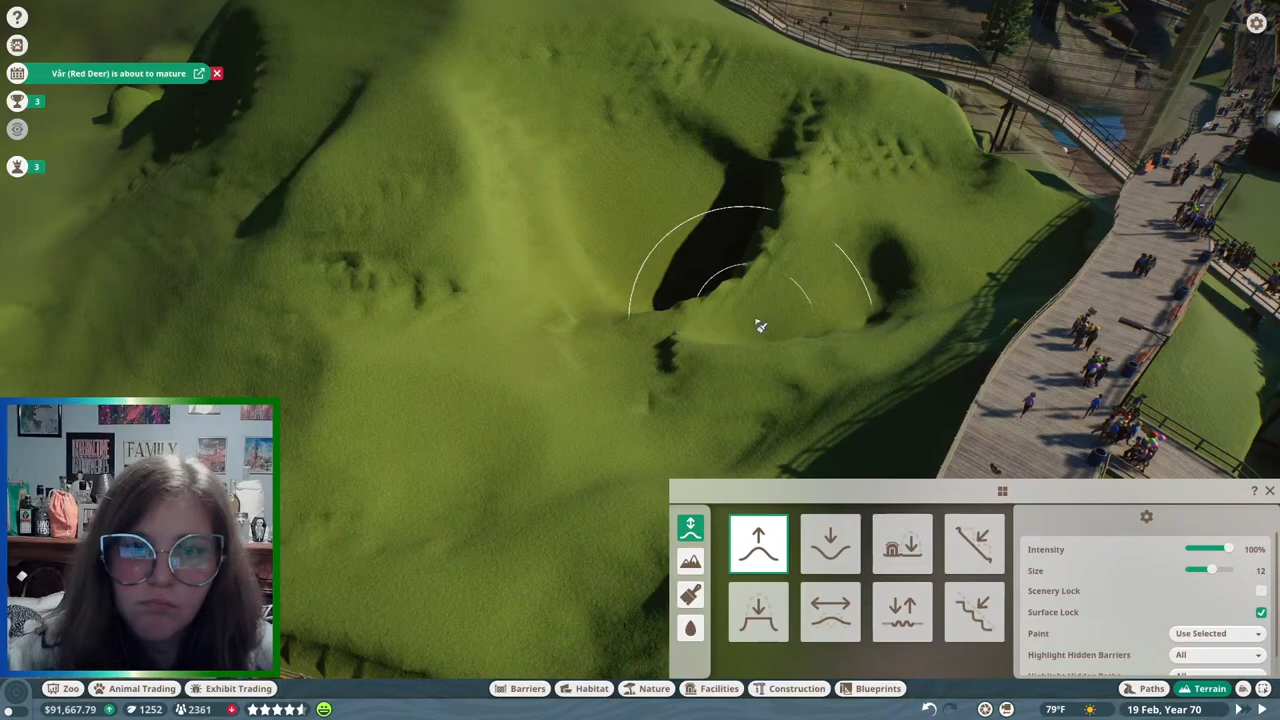 ?
Vår (Red Deer) is about to mature
3
3
FAMILY
? 
Intensity 100%
Size 12
Scenery Lock
Surface Lock
Paint Use Selected
Highlight Hidden Barriers All
Zoo Animal Trading Exhibit Trading Barriers Habitat Nature Facilities Construction Blueprints Paths Terrain
$91,667.79 1252 2361 79°F 19 Feb, Year 70